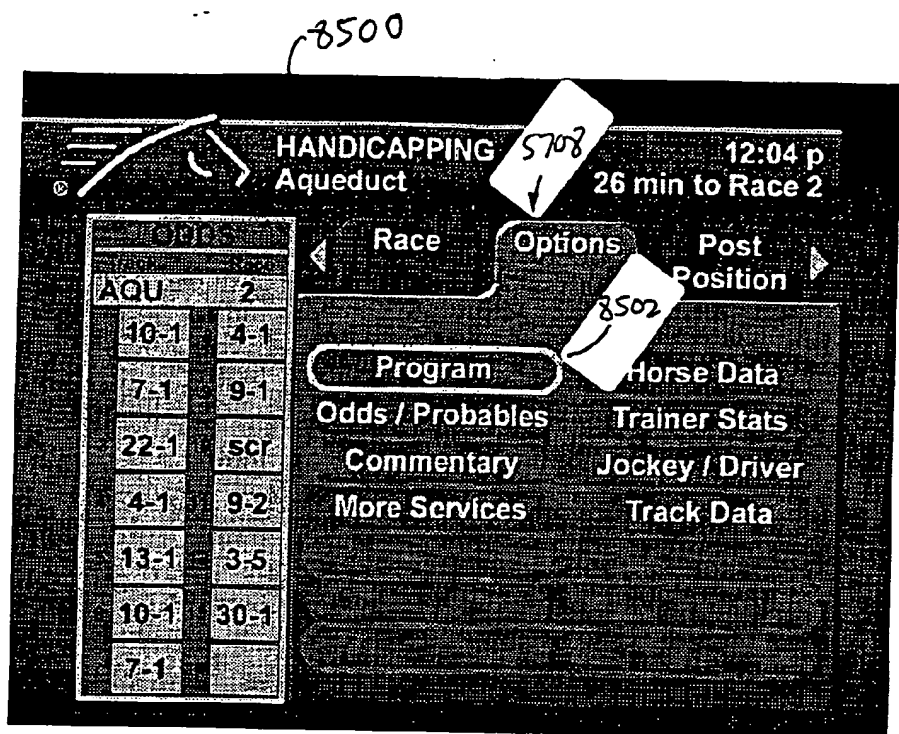 8500
HANDICAPPING
Aqueduct
5708
12:04 p
26 min to Race 2
®
ODDS
AQU 2
10-1 4-1
7-1 9-1
22-1 scr
4-1 9-2
13-1 3-5
10-1 30-1
7-1
Race
Options
Post
Position
8502
Program
Horse Data
Odds / Probables
Trainer Stats
Commentary
Jockey / Driver
More Services
Track Data